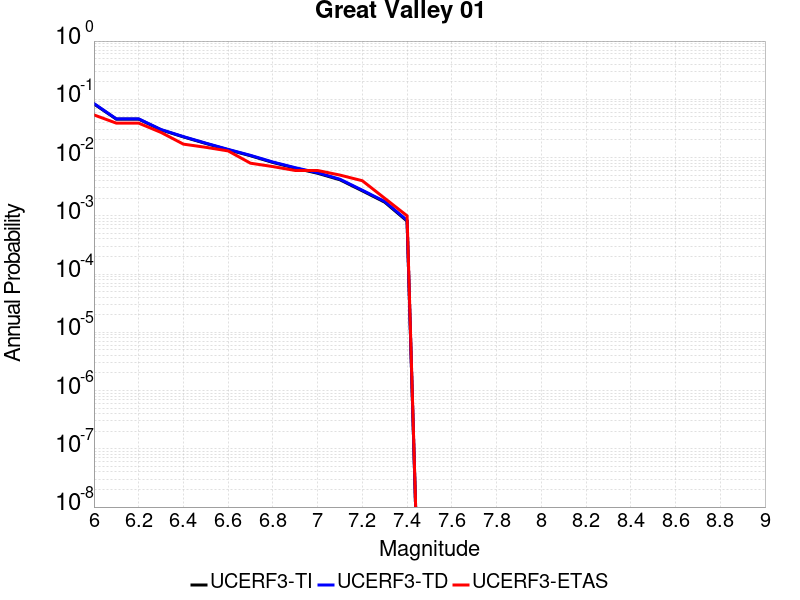 Great Valley 01
10^0
10^-1
10^-2
10^-3
10^-4
10^-5
10^-6
10^-7
10^-8
Annual Probability
6 6.2 6.4 6.6 6.8 7 7.2 7.4 7.6 7.8 8 8.2 8.4 8.6 8.8 9
Magnitude
UCERF3-TI UCERF3-TD UCERF3-ETAS